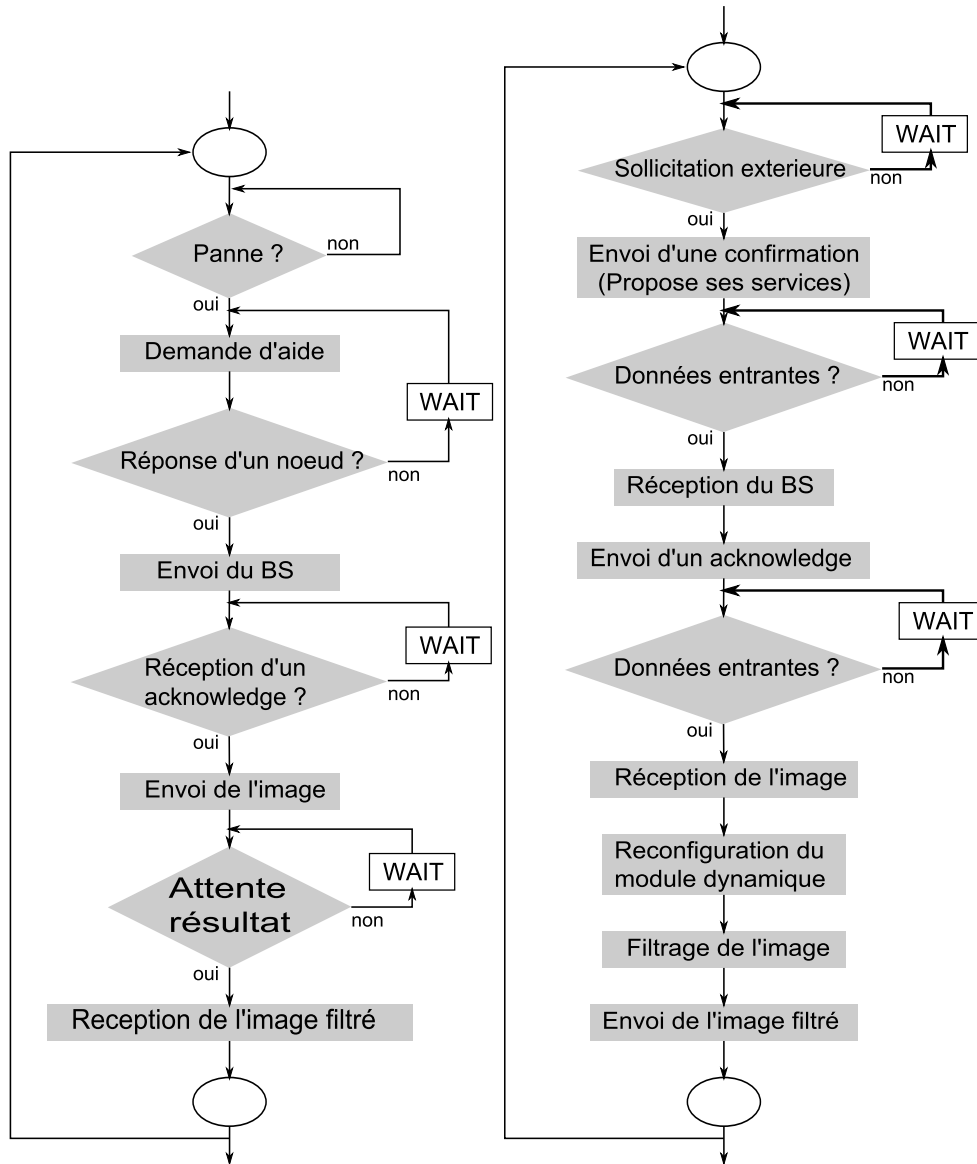 Panne ?
non
oui
Demande d'aide
WAIT
Réponse d'un noeud ?
non
oui
Envoi du BS
WAIT
Réception d'un
acknowledge ?
non
oui
Envoi de l'image
WAIT
Attente
résultat
non
oui
Reception de l'image filtré
WAIT
Sollicitation exterieure
non
oui
Envoi d'une confirmation
(Propose ses services)
WAIT
Données entrantes ?
non
oui
Réception du BS
Envoi d'un acknowledge
WAIT
Données entrantes ?
non
oui
Réception de l'image
Reconfiguration du
module dynamique
Filtrage de l'image
Envoi de l'image filtré